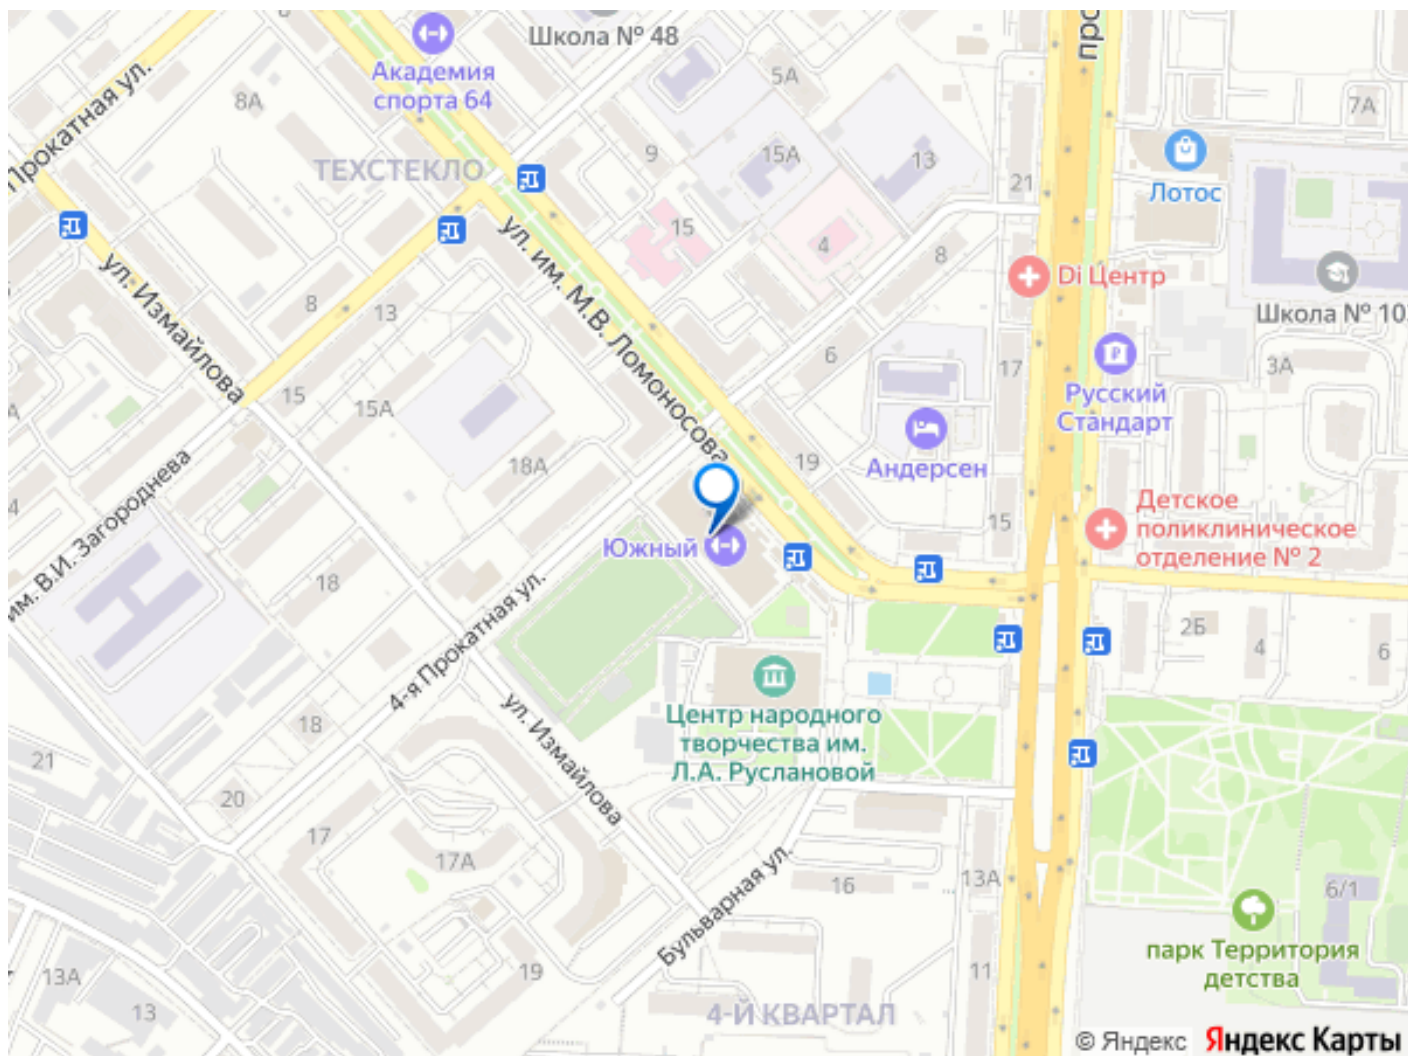 Школа № 48
Академия
спорта 64
Прокатная ул.
8
8А
5А
7А
про
ТЕХСТЕКЛО
9
15А
13
21
Лотос
15
4
8
ул. им. М.В. Ломоносова
Di Центр
Школа № 10
ул. Измайлова
8
13
6
17
3А
Русский
Стандарт
15
15А
18А
19
Андерсен
15
Детское
поликлиническое
отделение № 2
им. В.И. Загороднева
4
А
Южный
18
4-я Прокатная ул.
2Б
4
6
Центр народного
творчества им.
Л.А. Руслановой
ул. Измайлова
18
21
20
17
17А
16
13А
Бульварная ул.
6/1
парк Территория
детства
19
11
13А
13
4-Й КВАРТАЛ
© Яндекс Яндекс Карты